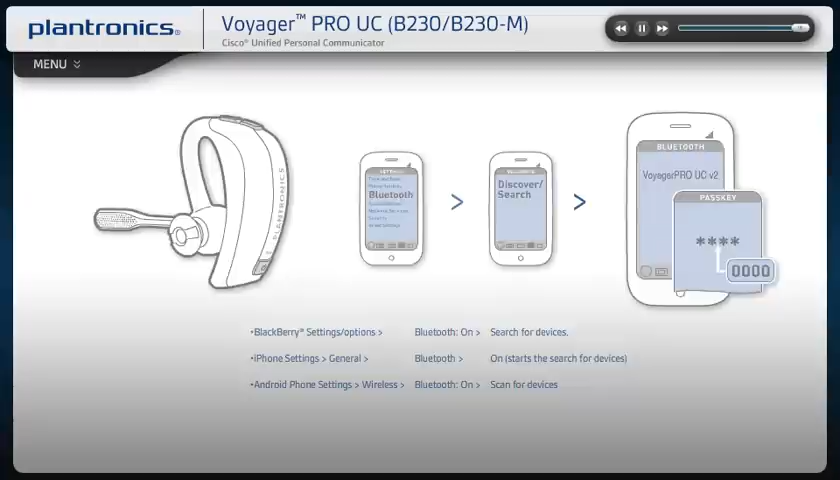 plantronics®
Voyager™ PRO UC (B230/B230-M)
Cisco® Unified Personal Communicator
MENU
PLANTRONICS
Bluetooth
Discover/
Search
BLUETOOTH
VoyagerPRO UC v2
PASSKEY
****
0000
•BlackBerry® Settings/options > Bluetooth: On > Search for devices.
•iPhone Settings > General > Bluetooth > On (starts the search for devices)
•Android Phone Settings > Wireless > Bluetooth: On > Scan for devices